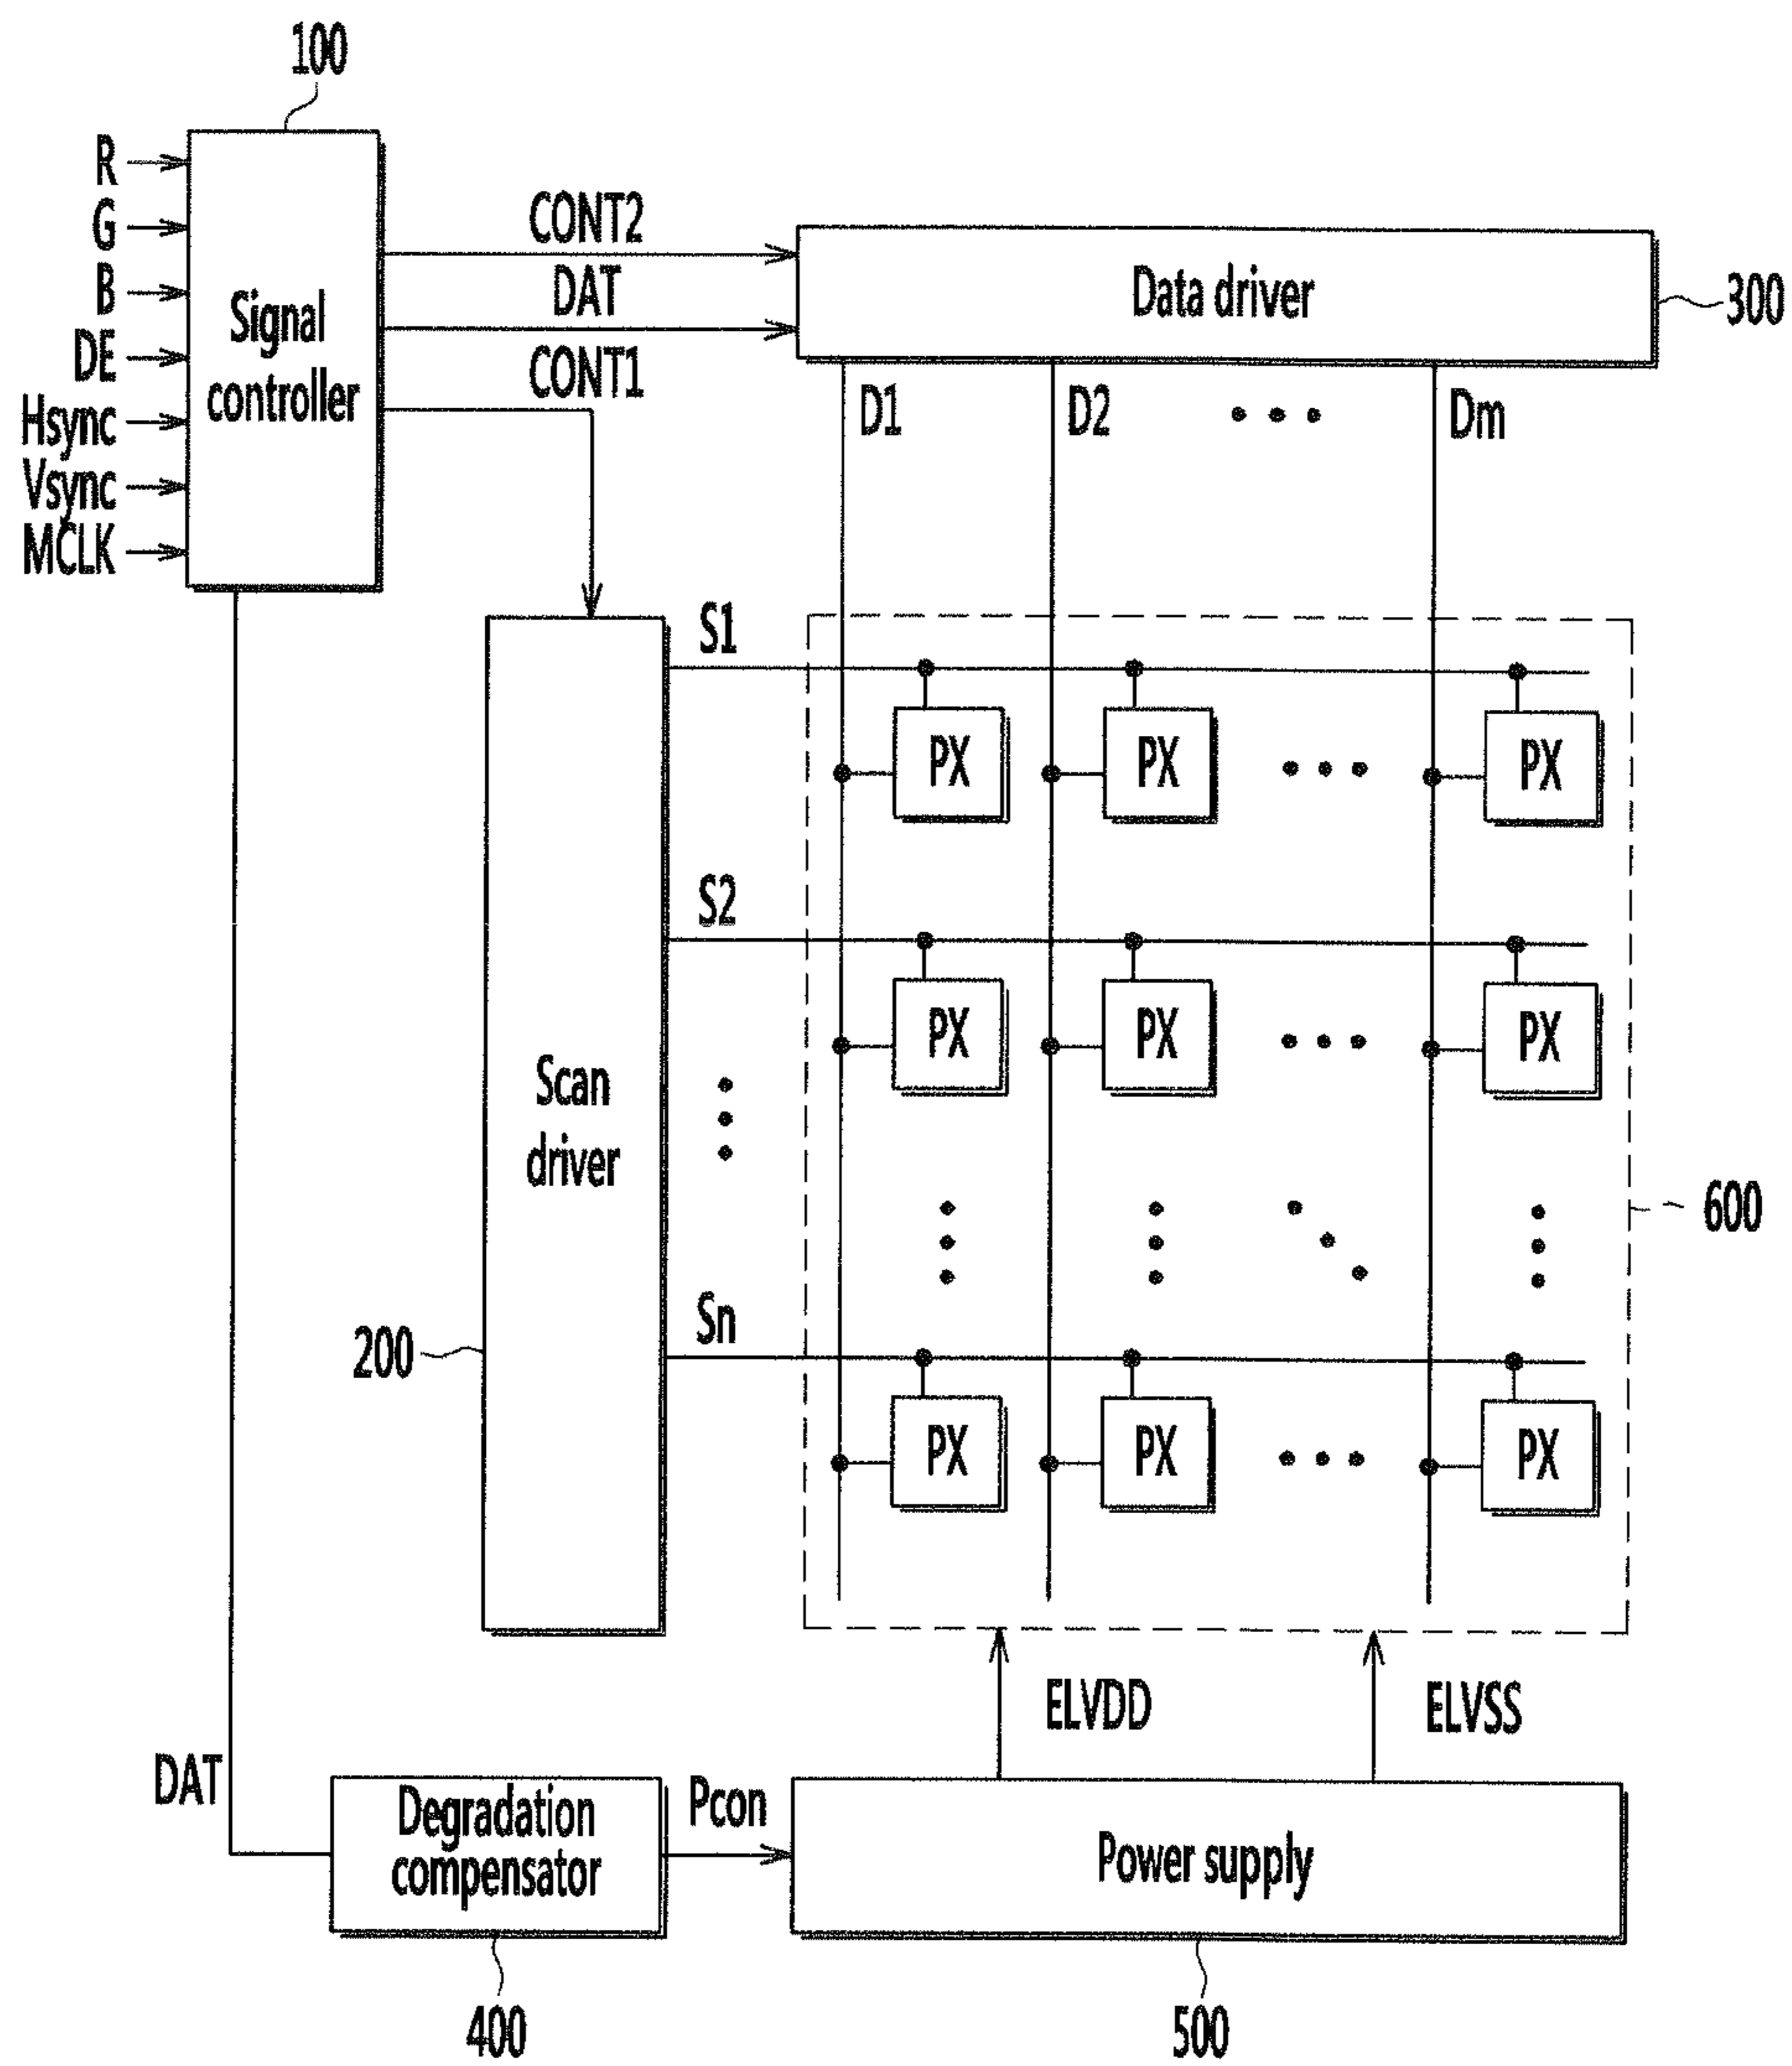 100
R
G
B
DE
Hsync
Vsync
MCLK
Signal
controller
CONT2
DAT
CONT1
Data driver
300
D1
D2
Dm
S1
PX
PX
PX
S2
PX
PX
PX
Scan
driver
600
200
Sn
PX
PX
PX
ELVDD
ELVSS
DAT
Degradation
compensator
Pcon
Power supply
400
500